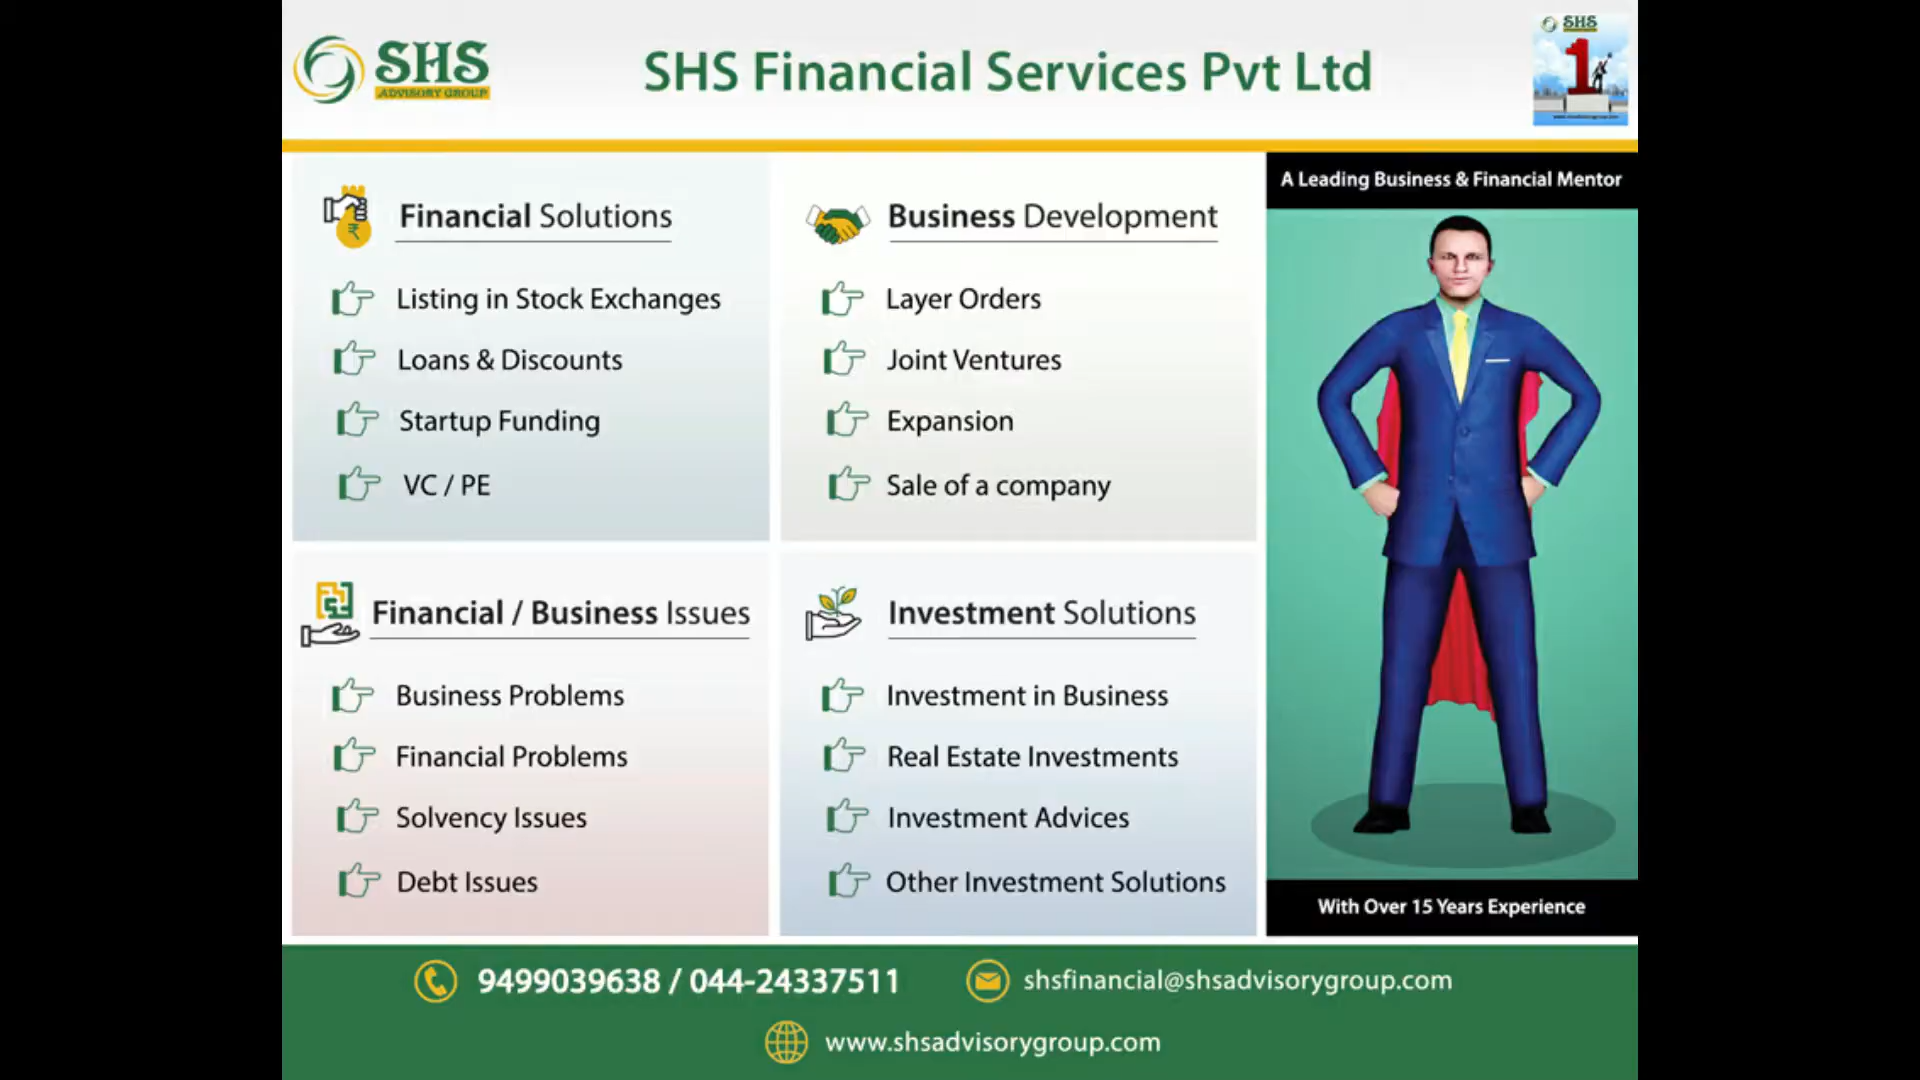 SHS
ADVISORY GROUP
SHS Financial Services Pvt Ltd
SHS
1
Financial Solutions
Listing in Stock Exchanges
Loans & Discounts
Startup Funding
VC / PE
Business Development
Layer Orders
Joint Ventures
Expansion
Sale of a company
A Leading Business & Financial Mentor
Financial / Business Issues
Business Problems
Financial Problems
Solvency Issues
Debt Issues
Investment Solutions
Investment in Business
Real Estate Investments
Investment Advices
Other Investment Solutions
With Over 15 Years Experience
9499039638 / 044-24337511
shsfinancial@shsadvisorygroup.com
www.shsadvisorygroup.com